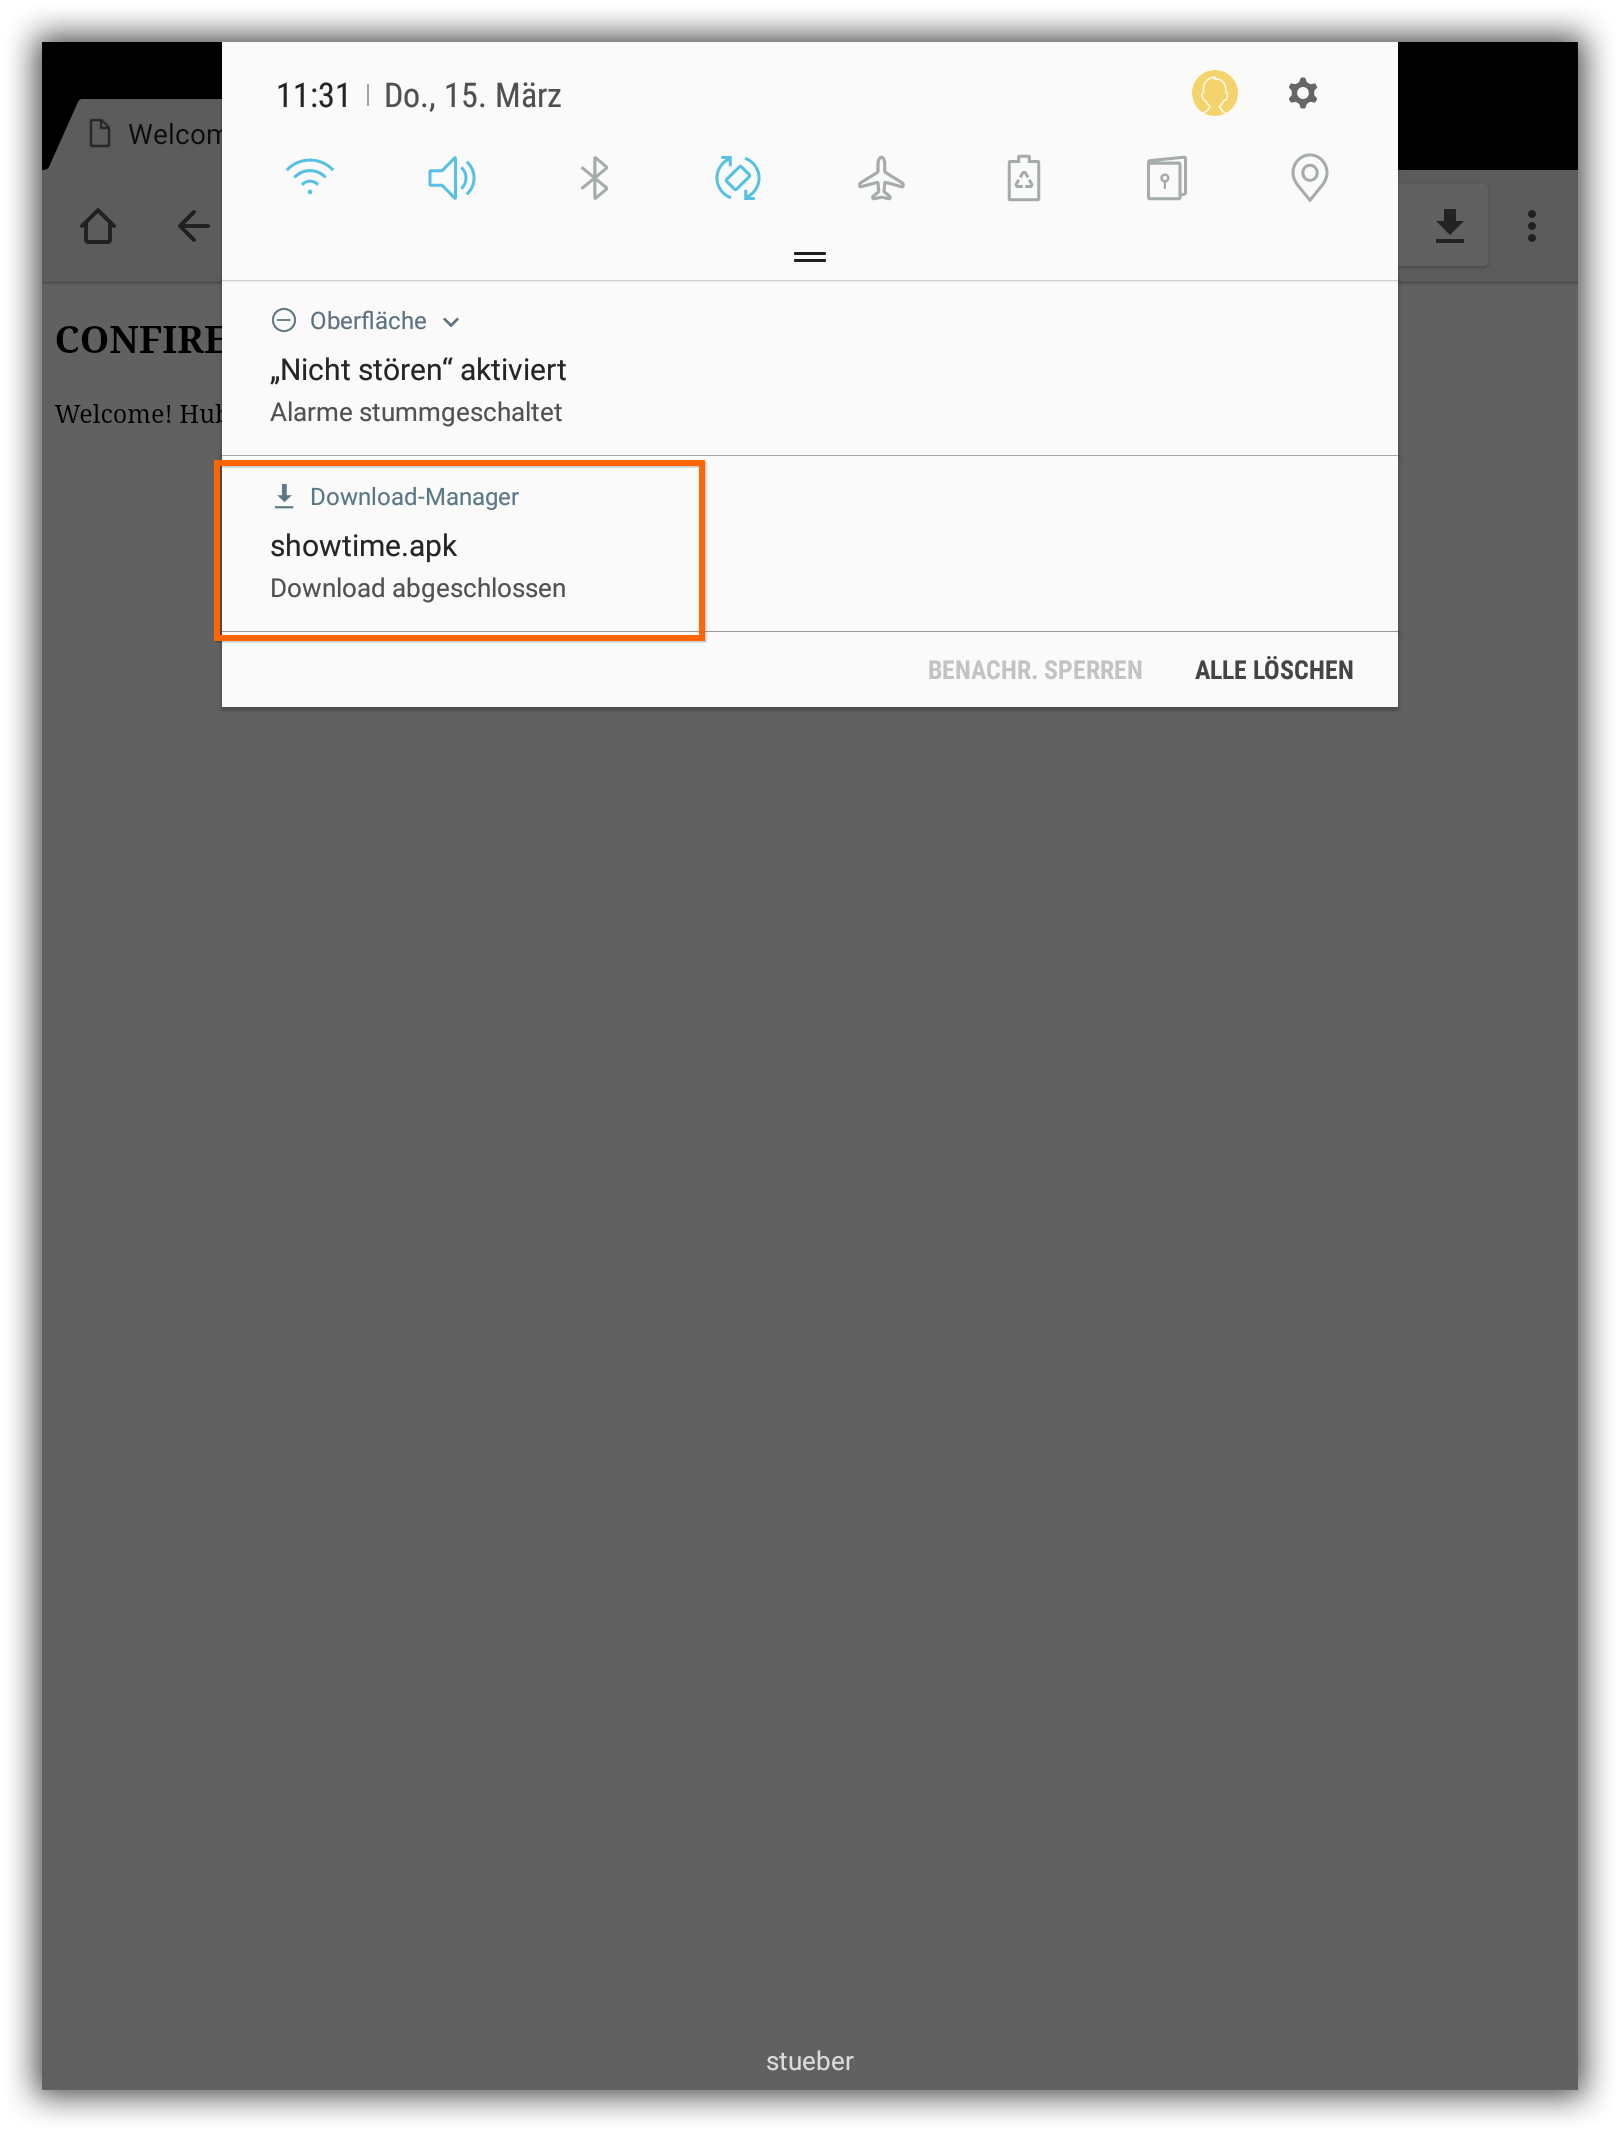 11:31 | Do., 15. März
Welcom
CONFIRE
Welcome! Hub
Oberfläche
„Nicht stören“ aktiviert
Alarme stummgeschaltet
Download-Manager
showtime.apk
Download abgeschlossen
BENACHR. SPERREN ALLE LÖSCHEN
stueber